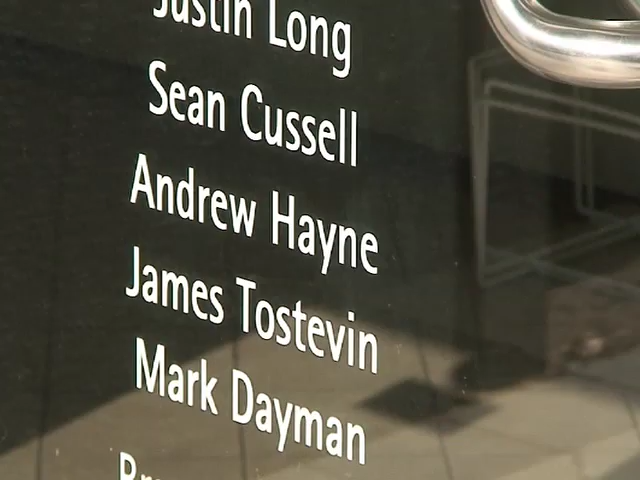 Justin Long
Sean Cussell
Andrew Hayne
James Tostevin
Mark Dayman